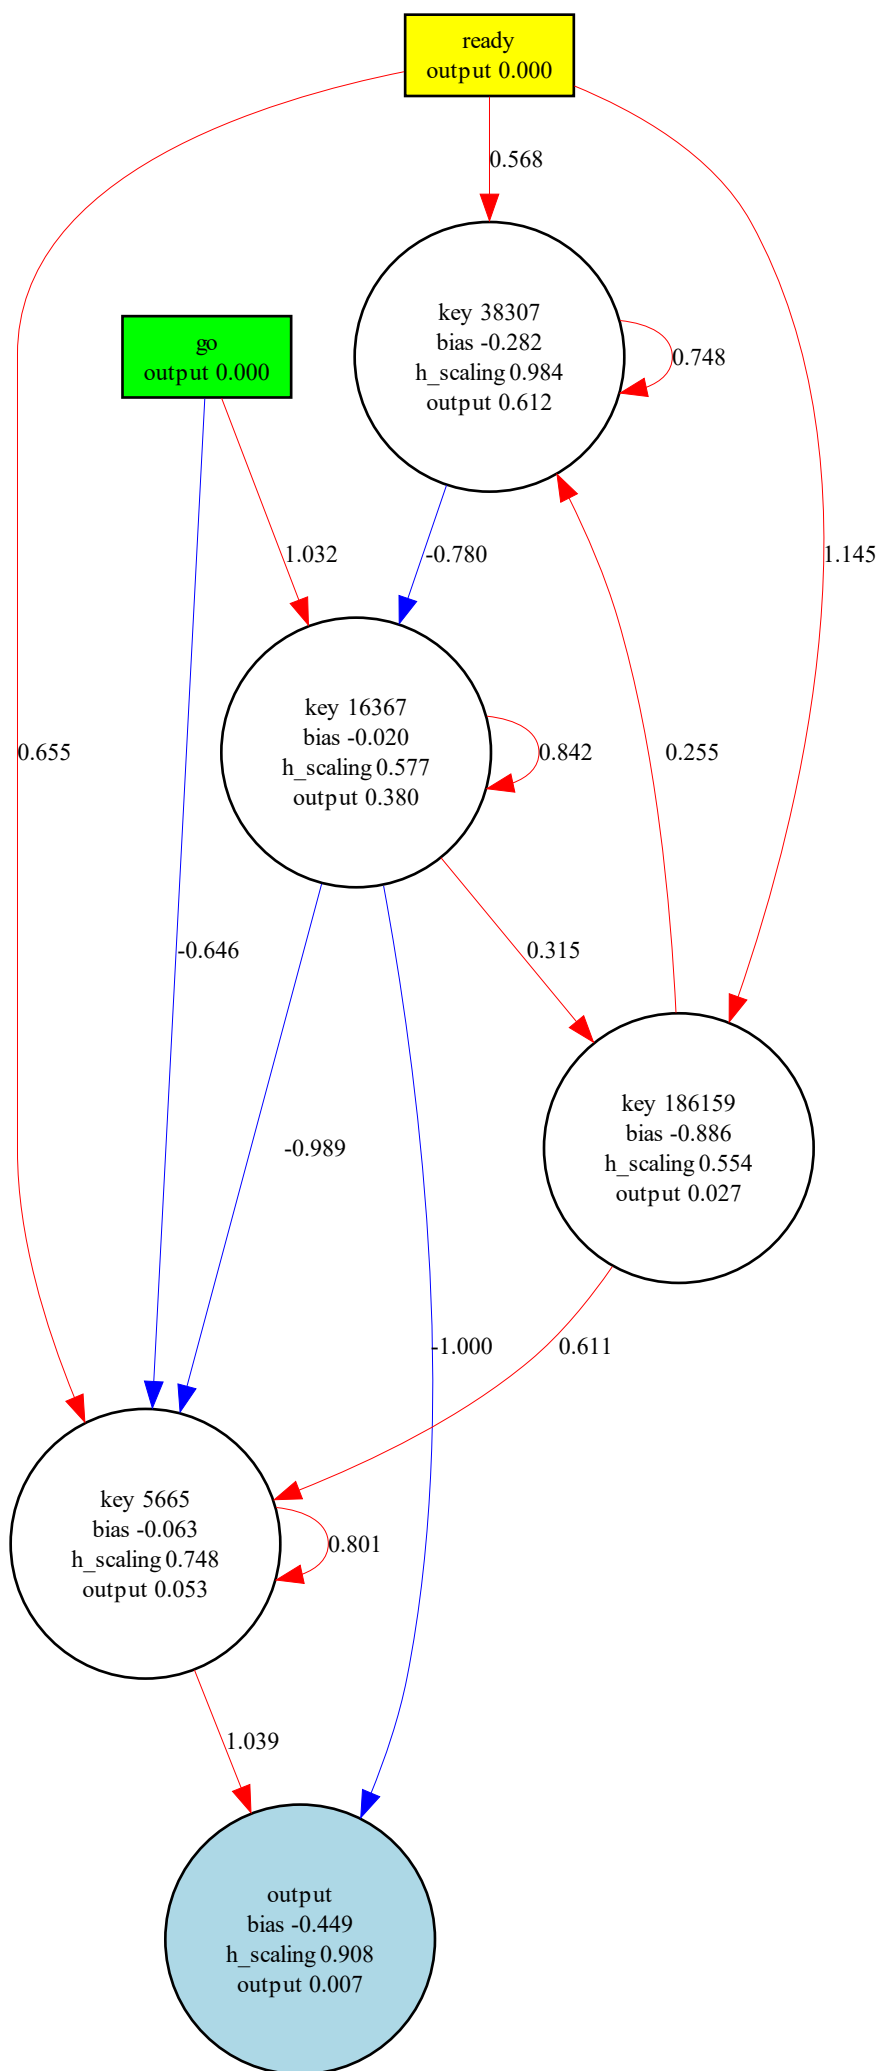 ready
output 0.000
0.568
go
output 0.000
key 38307
bias -0.282
h_scaling 0.984
output 0.612
0.748
1.032
-0.780
1.145
key 16367
bias -0.020
h_scaling 0.577
output 0.380
0.655
0.842
0.255
-0.646
0.315
-0.989
key 186159
bias -0.886
h_scaling 0.554
output 0.027
-1.000
0.611
key 5665
bias -0.063
h_scaling 0.748
output 0.053
0.801
1.039
output
bias -0.449
h_scaling 0.908
output 0.007